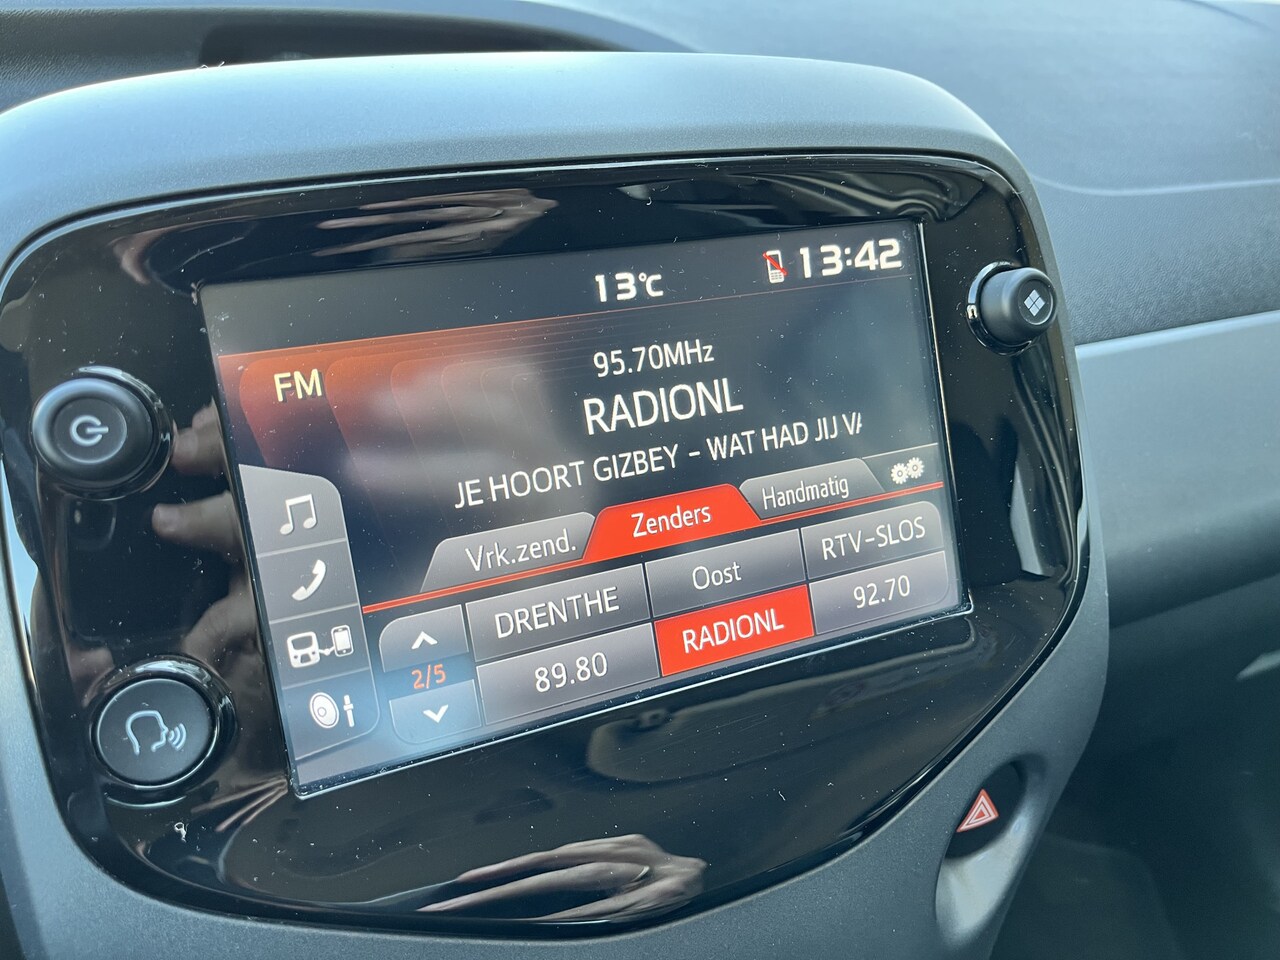 13°C
13:42
FM
95.70MHz
RADIONL
JE HOORT GIZBEY - WAT HAD JIJ
Vrk.zend.
Zenders
Handmatig
DRENTHE
Oost
RTV-SLOS
2/5
89.80
RADIONL
92.70